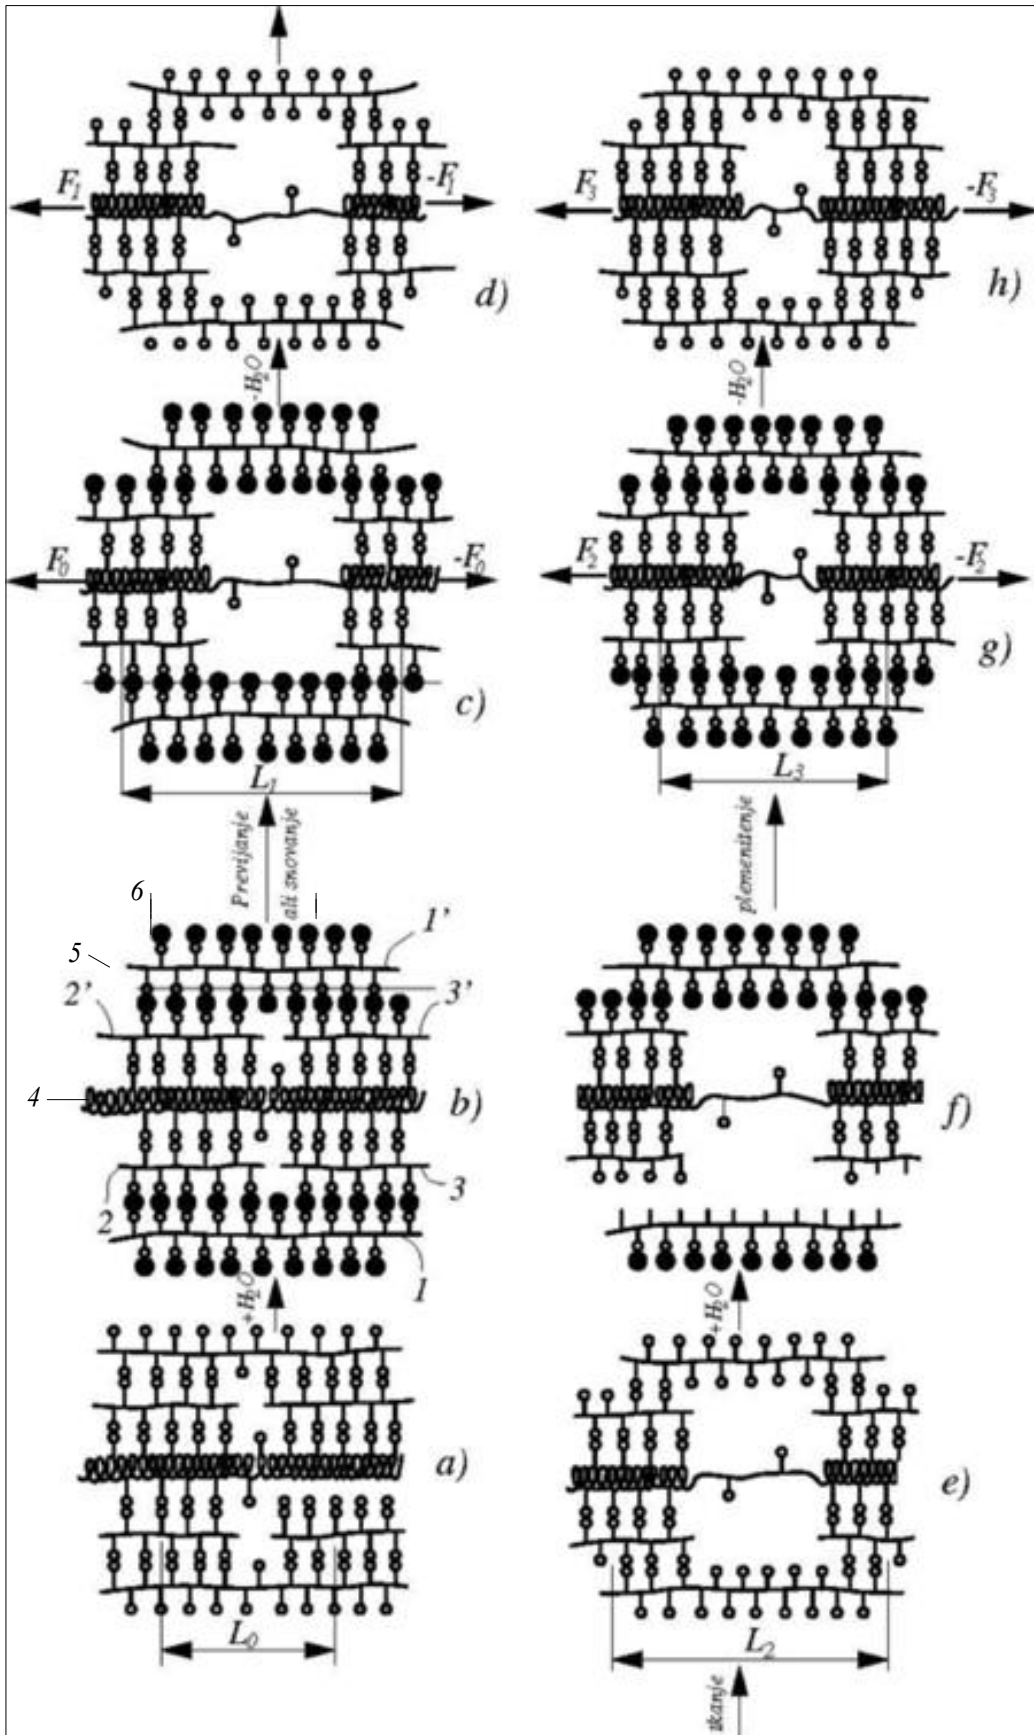 F₁
-F₁
d)
F₃
-F₃
h)
-H₂O
-H₂O
F₀
-F₀
c)
F₂
-F₂
g)
L₁
L₃
Previjanje
ali snovanje
plemenitenje
6
5
1'
2'
3'
4
b)
f)
2
3
1
+H₂O
+H₂O
a)
e)
L₀
L₂
tkanje